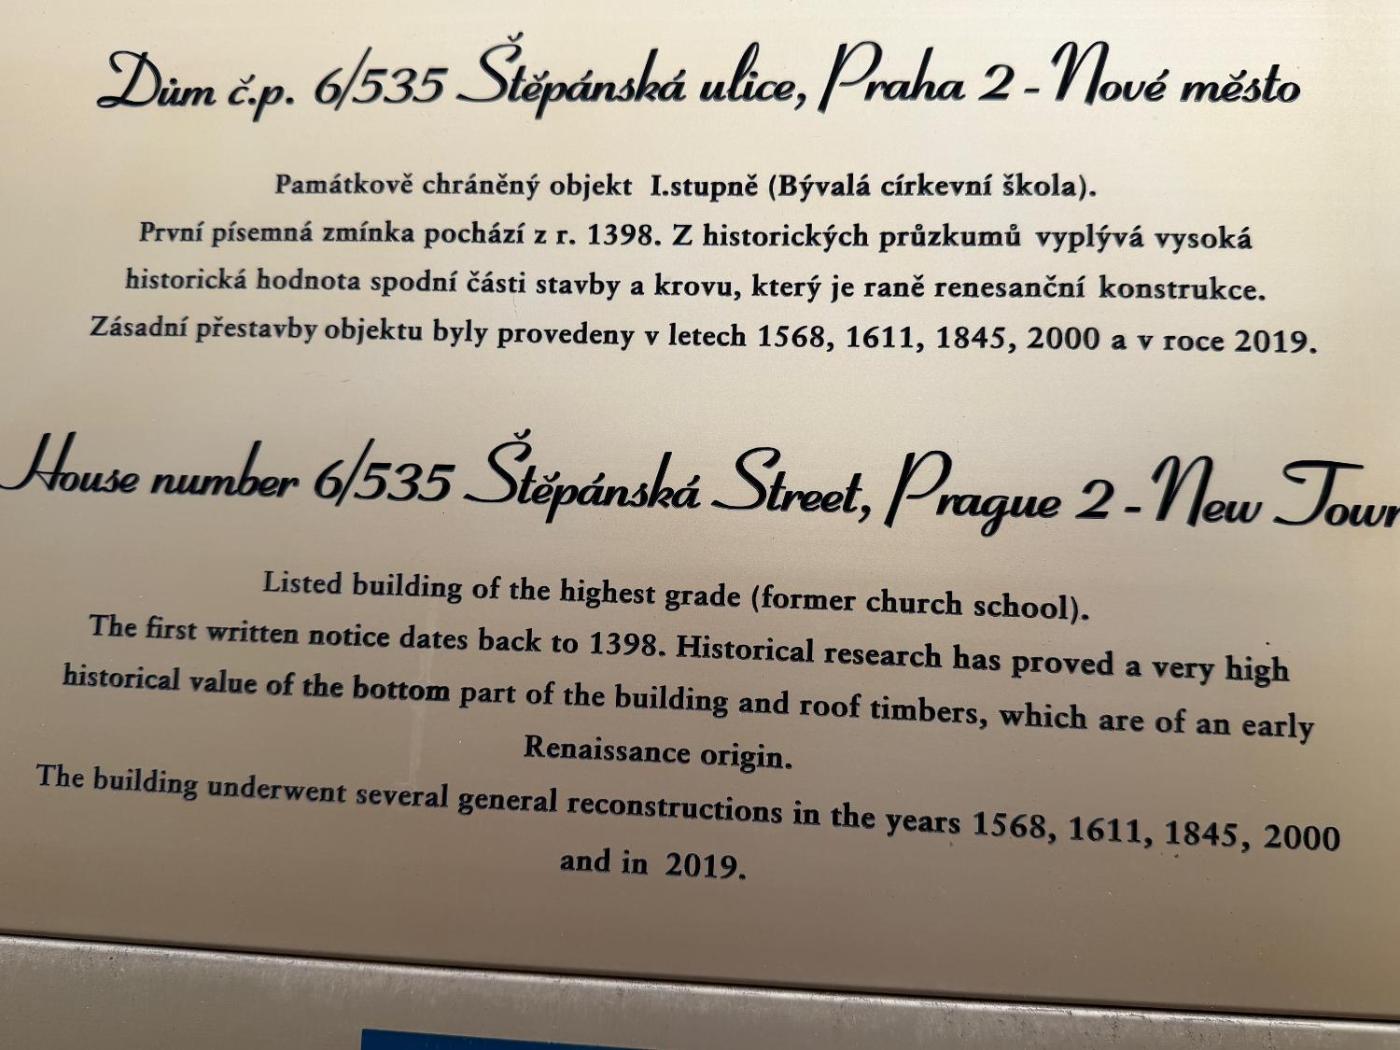 Dům č.p. 6/535 Štěpánská ulice, Praha 2 - Nové město
Památkově chráněný objekt I.stupně (Bývalá církevní škola).
První písemná zmínka pochází z r. 1398. Z historických průzkumů vyplývá vysoká
historická hodnota spodní části stavby a krovu, který je raně renesanční konstrukce.
Zásadní přestavby objektu byly provedeny v letech 1568, 1611, 1845, 2000 a v roce 2019.
House number 6/535 Štěpánská Street, Prague 2 - New Town
Listed building of the highest grade (former church school).
The first written notice dates back to 1398. Historical research has proved a very high
historical value of the bottom part of the building and roof timbers, which are of an early
Renaissance origin.
The building underwent several general reconstructions in the years 1568, 1611, 1845, 2000
and in 2019.